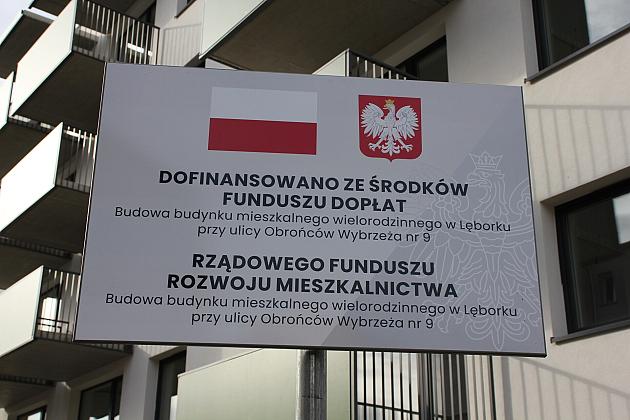 DOFINANSOWANO ZE ŚRODKÓW
FUNDUSZU DOPŁAT
Budowa budynku mieszkalnego wielorodzinnego w Lęborku
przy ulicy Obrońców Wybrzeża nr 9
RZĄDOWEGO FUNDUSZU
ROZWOJU MIESZKALNICTWA
Budowa budynku mieszkalnego wielorodzinnego w Lęborku
przy ulicy Obrońców Wybrzeża nr 9